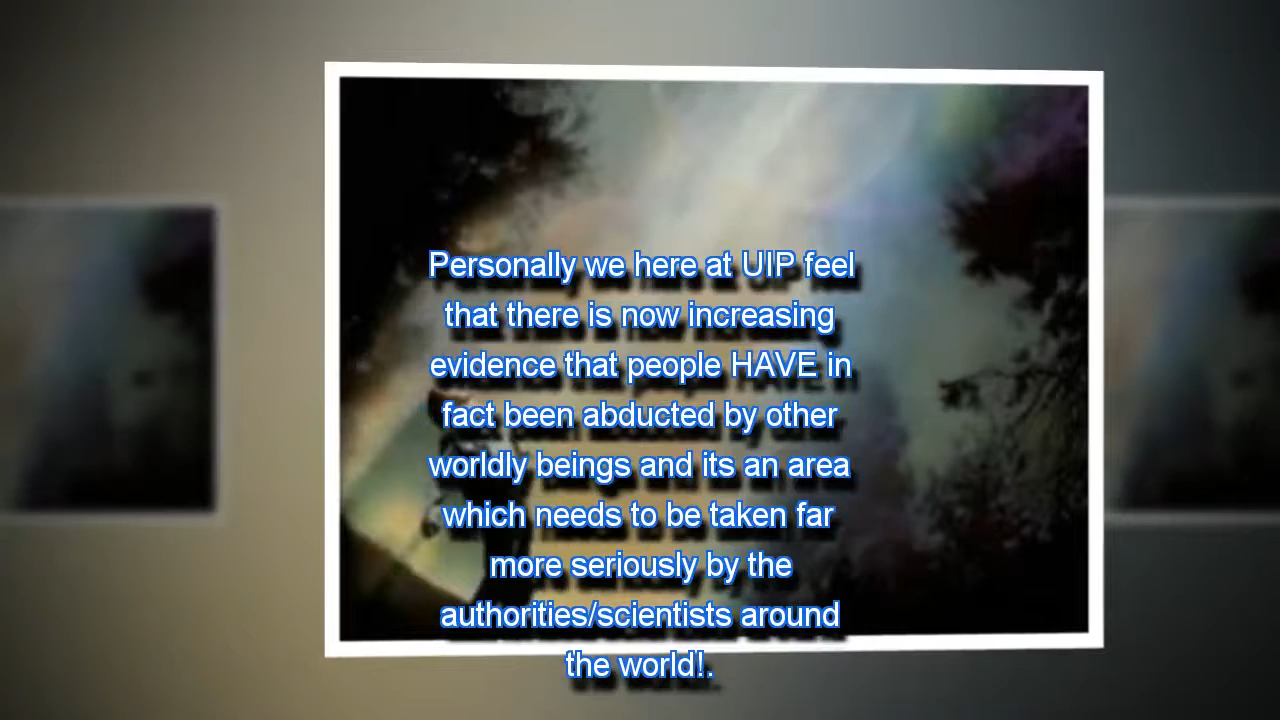 Personally we here at UIP feel
that there is now increasing
evidence that people HAVE in
fact been abducted by other
worldly beings and its an area
which needs to be taken far
more seriously by the
authorities/scientists around
the world!.